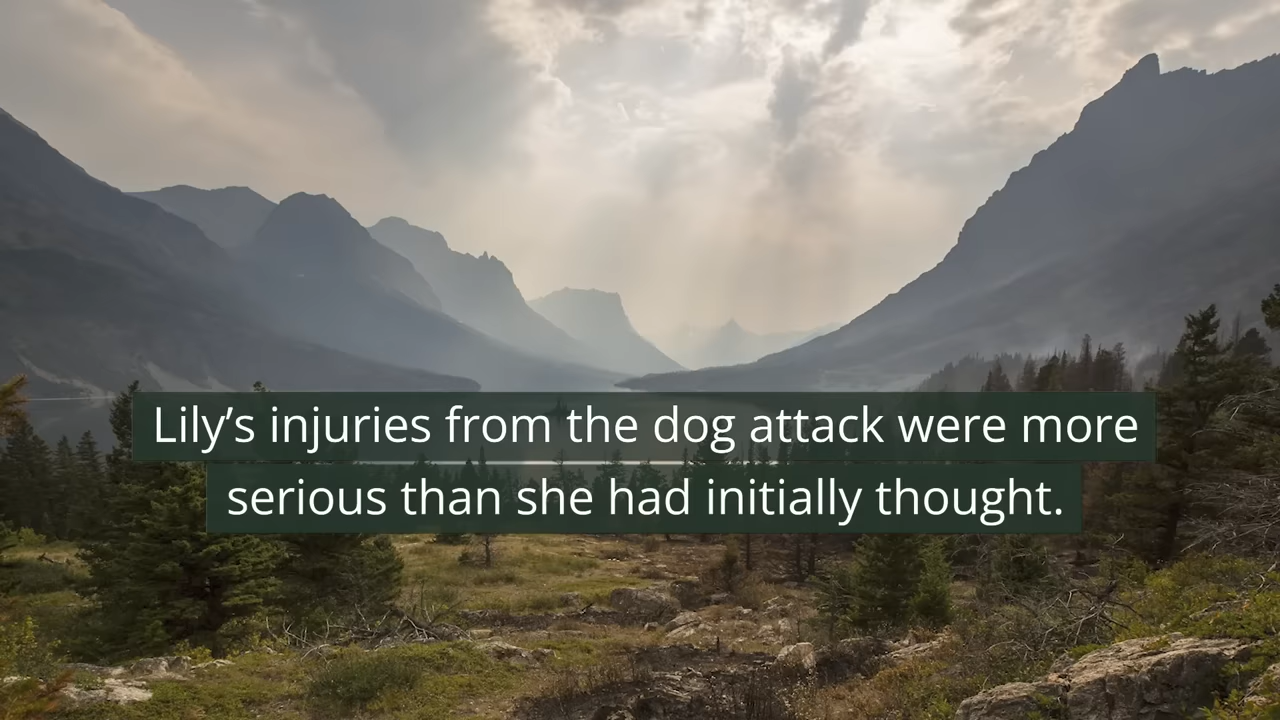 Lily’s injuries from the dog attack were more
serious than she had initially thought.